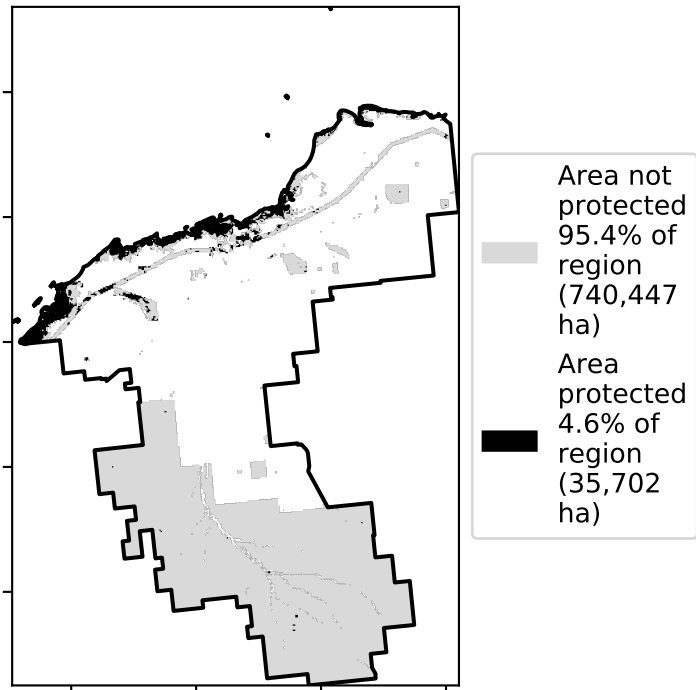 Area not
protected
95.4% of
region
(740,447
ha)
Area
protected
4.6% of
region
(35,702
ha)